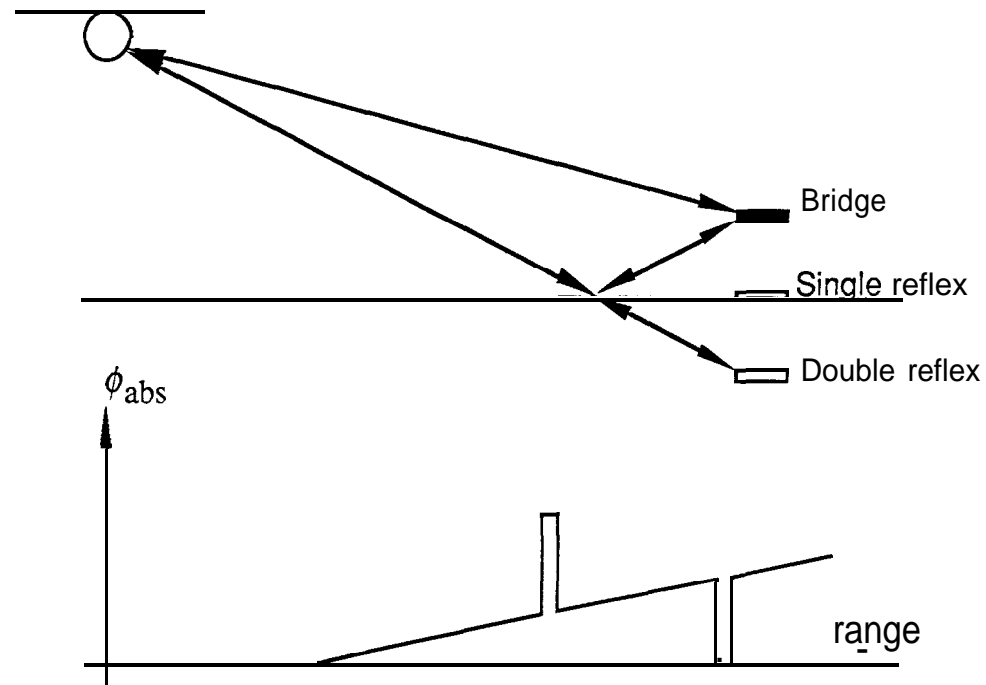 Bridge
Single reflex
Double reflex
ϕabs
range